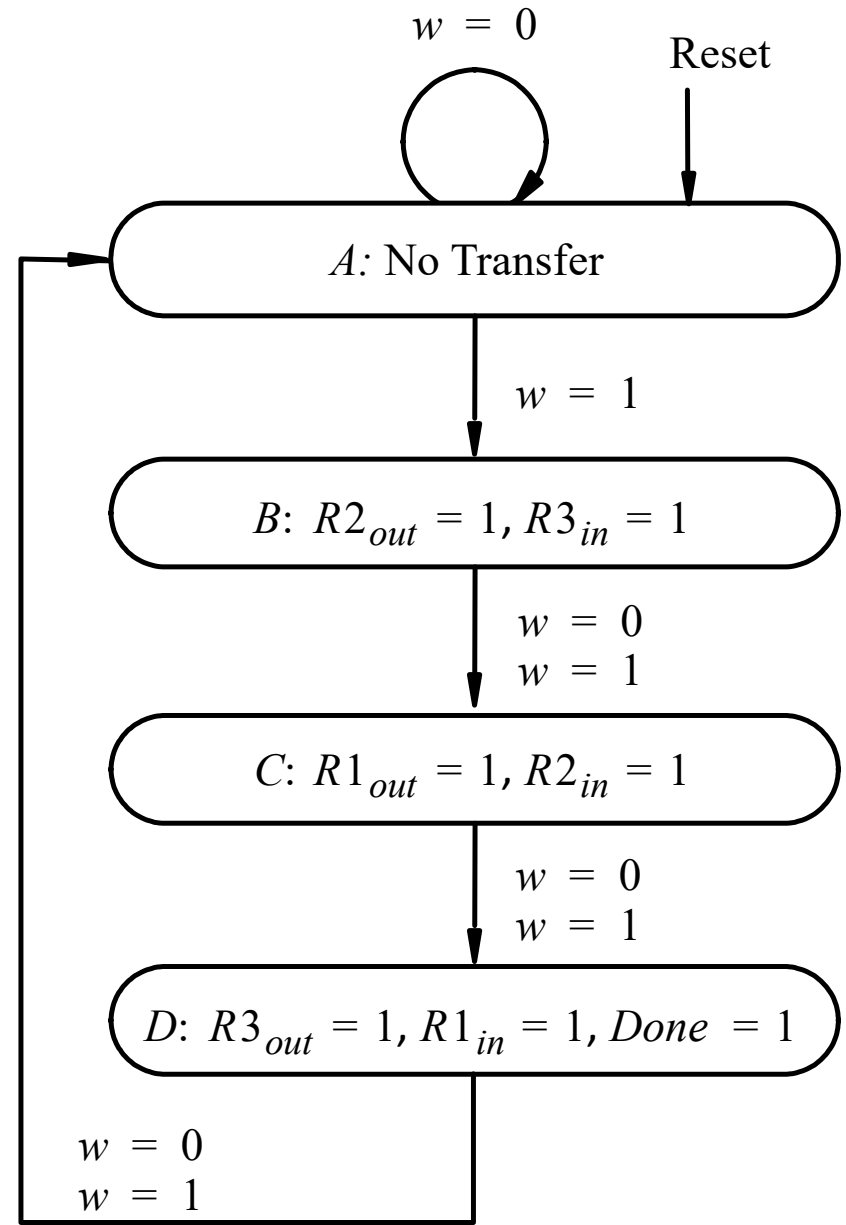 w = 0
Reset
A: No Transfer
w = 1
B: R2out = 1, R3in = 1
w = 0
w = 1
C: R1out = 1, R2in = 1
w = 0
w = 1
D: R3out = 1, R1in = 1, Done = 1
w = 0
w = 1